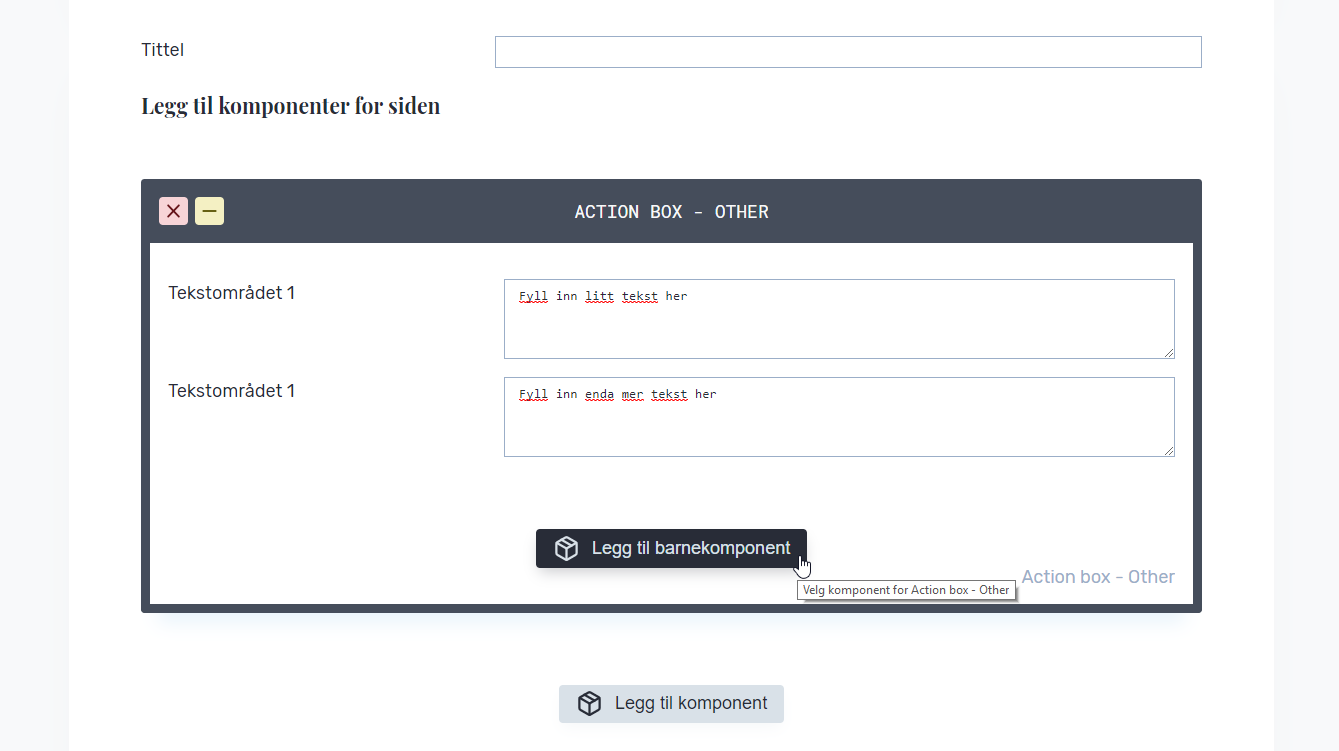 Tittel
Legg til komponenter for siden
ACTION BOX - OTHER
Tekstområdet 1
Fyll inn litt tekst her
Tekstområdet 1
Fyll inn enda mer tekst her
Legg til barnekomponent
Action box - Other
Velg komponent for Action box - Other
Legg til komponent